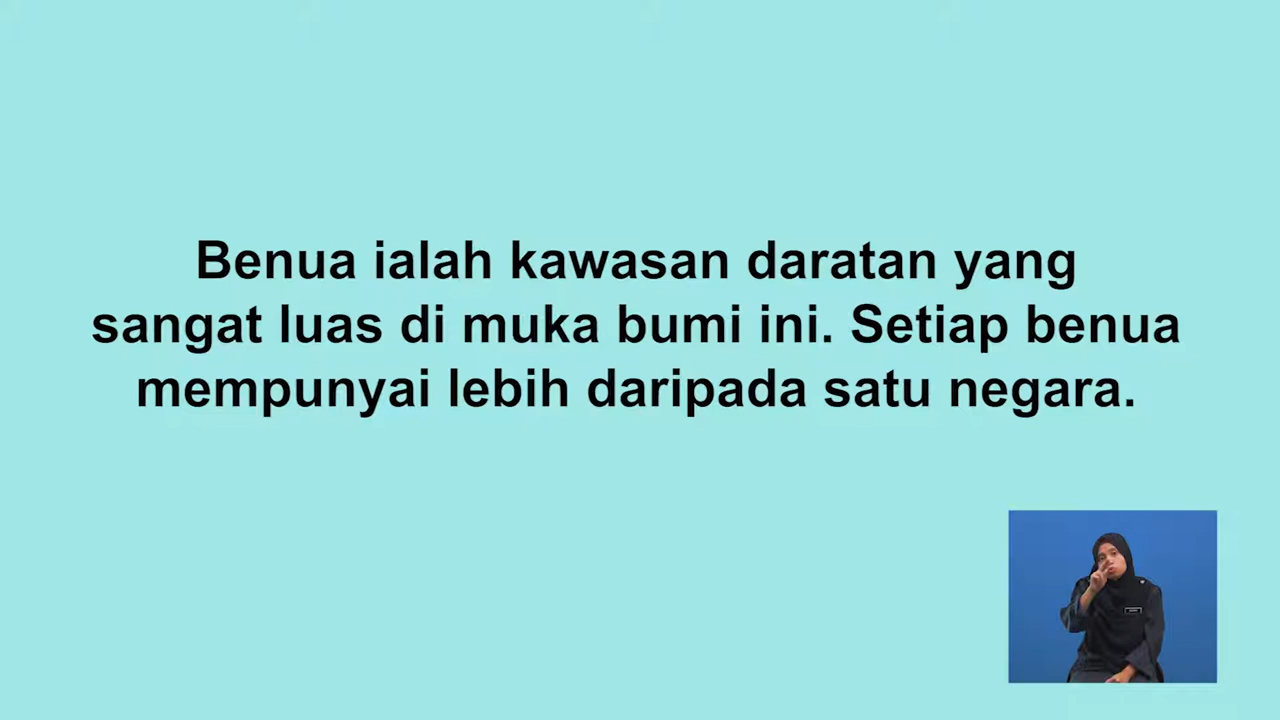 Benua ialah kawasan daratan yang
sangat luas di muka bumi ini. Setiap benua
mempunyai lebih daripada satu negara.